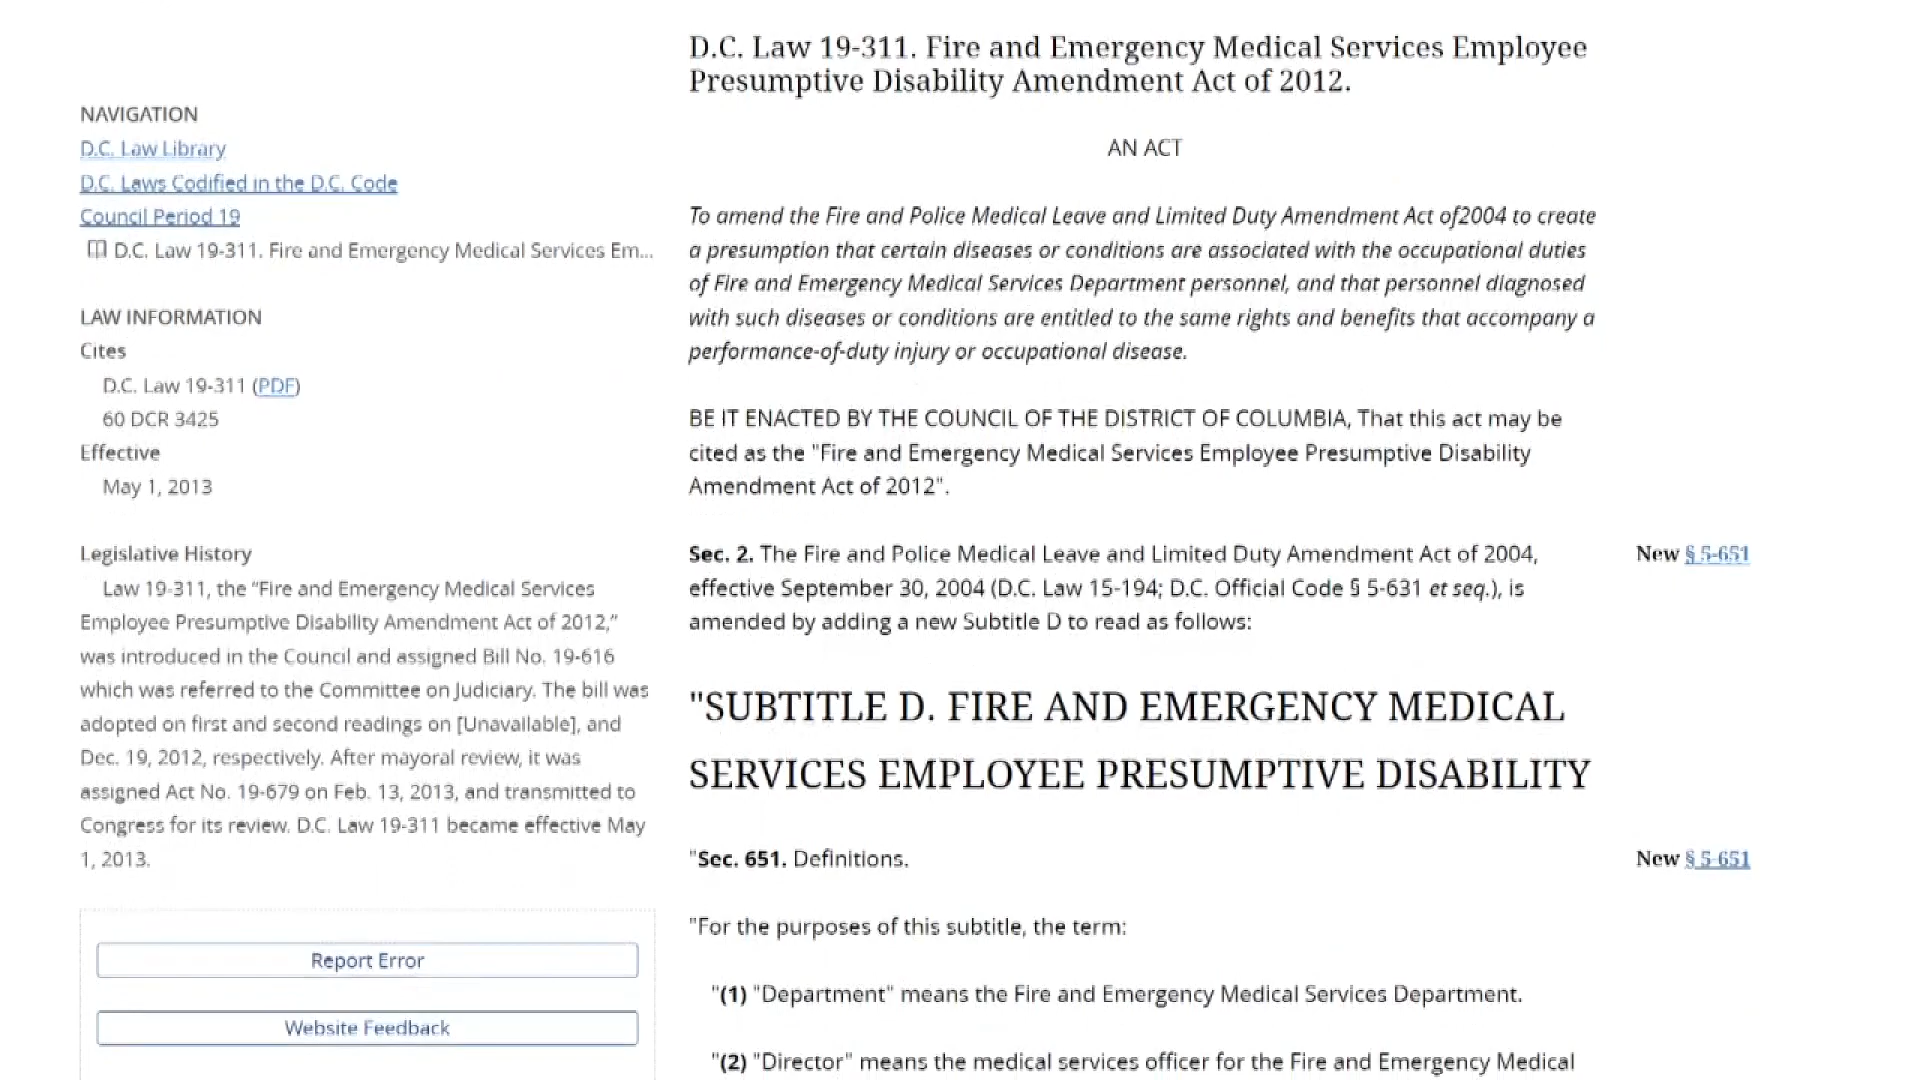 D.C. Law 19-311. Fire and Emergency Medical Services Employee
Presumptive Disability Amendment Act of 2012.
NAVIGATION
D.C. Law Library
D.C. Laws Codified in the D.C. Code
Council Period 19
D.C. Law 19-311. Fire and Emergency Medical Services Em...
LAW INFORMATION
Cites
D.C. Law 19-311 (PDF)
60 DCR 3425
Effective
May 1, 2013
Legislative History
Law 19-311, the “Fire and Emergency Medical Services
Employee Presumptive Disability Amendment Act of 2012,”
was introduced in the Council and assigned Bill No. 19-616
which was referred to the Committee on Judiciary. The bill was
adopted on first and second readings on [Unavailable], and
Dec. 19, 2012, respectively. After mayoral review, it was
assigned Act No. 19-679 on Feb. 13, 2013, and transmitted to
Congress for its review. D.C. Law 19-311 became effective May
1, 2013.
Report Error
Website Feedback
AN ACT
To amend the Fire and Police Medical Leave and Limited Duty Amendment Act of2004 to create
a presumption that certain diseases or conditions are associated with the occupational duties
of Fire and Emergency Medical Services Department personnel, and that personnel diagnosed
with such diseases or conditions are entitled to the same rights and benefits that accompany a
performance-of-duty injury or occupational disease.
BE IT ENACTED BY THE COUNCIL OF THE DISTRICT OF COLUMBIA, That this act may be
cited as the "Fire and Emergency Medical Services Employee Presumptive Disability
Amendment Act of 2012".
Sec. 2. The Fire and Police Medical Leave and Limited Duty Amendment Act of 2004,
effective September 30, 2004 (D.C. Law 15-194; D.C. Official Code § 5-631 et seq.), is
amended by adding a new Subtitle D to read as follows:
New § 5-651
"SUBTITLE D. FIRE AND EMERGENCY MEDICAL
SERVICES EMPLOYEE PRESUMPTIVE DISABILITY
"Sec. 651. Definitions.
New § 5-651
"For the purposes of this subtitle, the term:
"(1) "Department" means the Fire and Emergency Medical Services Department.
"(2) "Director" means the medical services officer for the Fire and Emergency Medical